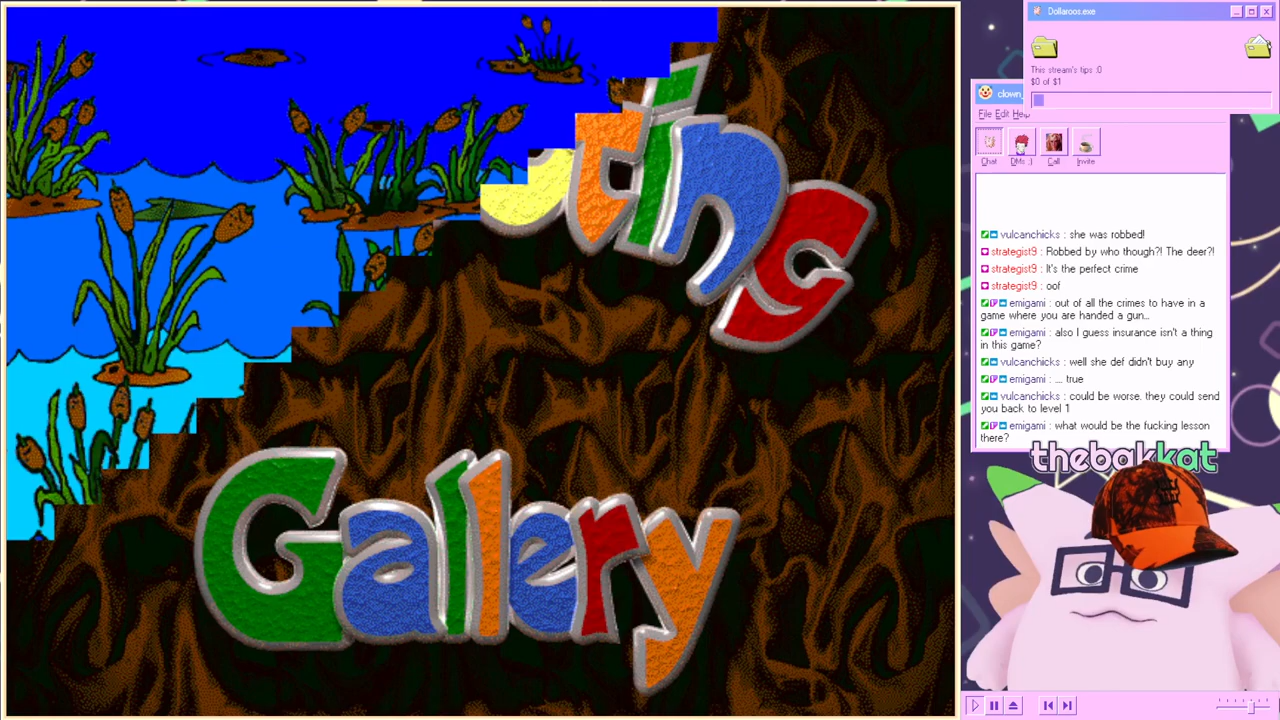 ting
Gallery
Dollaroos.exe
This stream's tips :0
$0 of $1
clown_
File Edit Help
Chat
DMs :)
Call
Invite
vulcanchicks : she was robbed!
strategist9 : Robbed by who though?! The deer?!
strategist9 : It's the perfect crime
strategist9 : oof
emigami : out of all the crimes to have in a
game where you are handed a gun...
emigami : also I guess insurance isn't a thing
in this game?
vulcanchicks : well she def didn't buy any
emigami : .... true
vulcanchicks : could be worse. they could send
you back to level 1
emigami : what would be the fucking lesson
there?
thebakkat